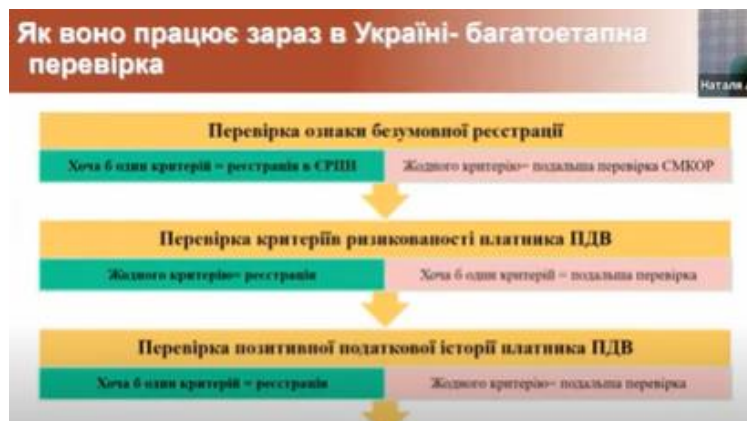 Як воно працює зараз в Україні- багатоетапна
перевірка
Наталя
Перевірка ознаки безумовної реєстрації
Хоча б один критерій = реєстрація в ЄРПН
Жодного критерію= подальша перевірка СМКОР
Перевірка критеріїв ризикованості платника ПДВ
Жодного критерію= реєстрація
Хоча б один критерій = подальша перевірка
Перевірка позитивної податкової історії платника ПДВ
Хоча б один критерій = реєстрація
Жодного критерію= подальша перевірка